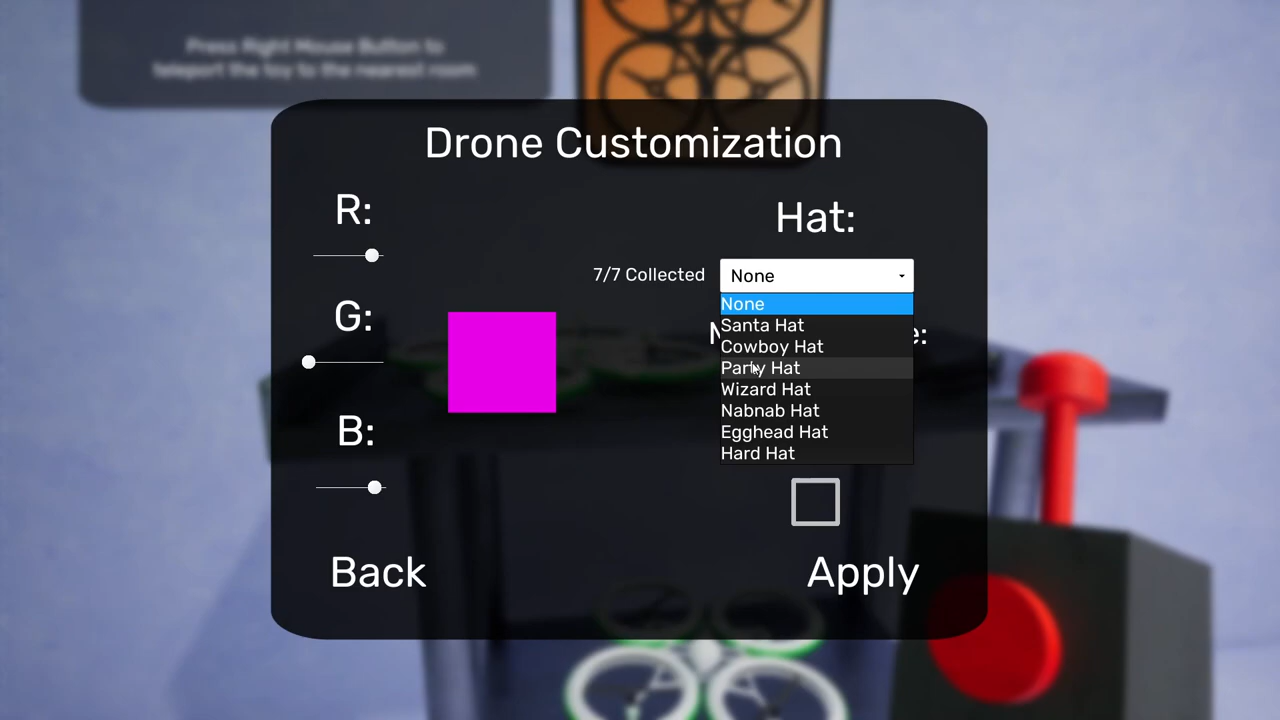 Press Right Mouse Button to
teleport the toy to the nearest room
Drone Customization
R:
Hat:
7/7 Collected
None
None
Santa Hat
G:
Cowboy Hat
Party Hat
Wizard Hat
Nabnab Hat
B:
Egghead Hat
Hard Hat
Back
Apply